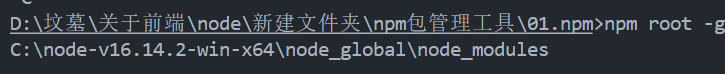 D:\坟墓\关于前端\node\新建文件夹\npm包管理工具\01.npm>npm root -g
C:\node-v16.14.2-win-x64\node_global\node_modules